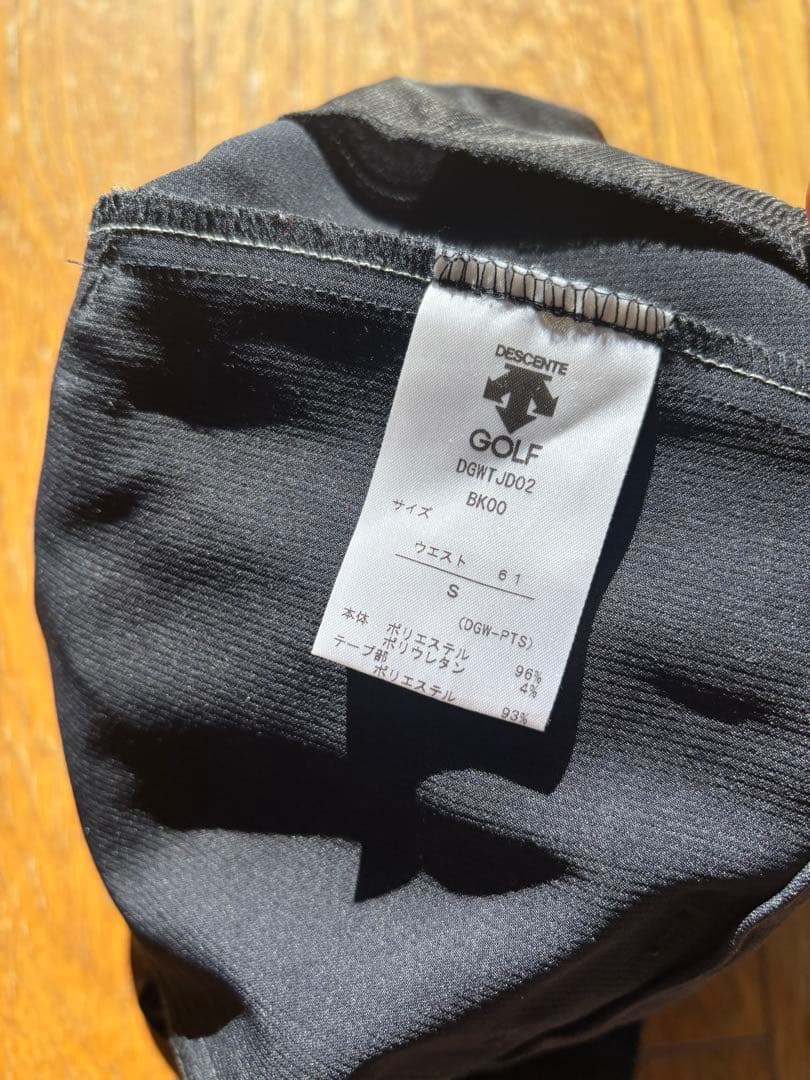 DESCENTE
GOLF
DGWTJD02
BK00
サイズ
ウエスト 61
S
(DGW-PTS)
本体 ポリエステル 96%
ポリウレタン 4%
テープ部
ポリエステル 93%